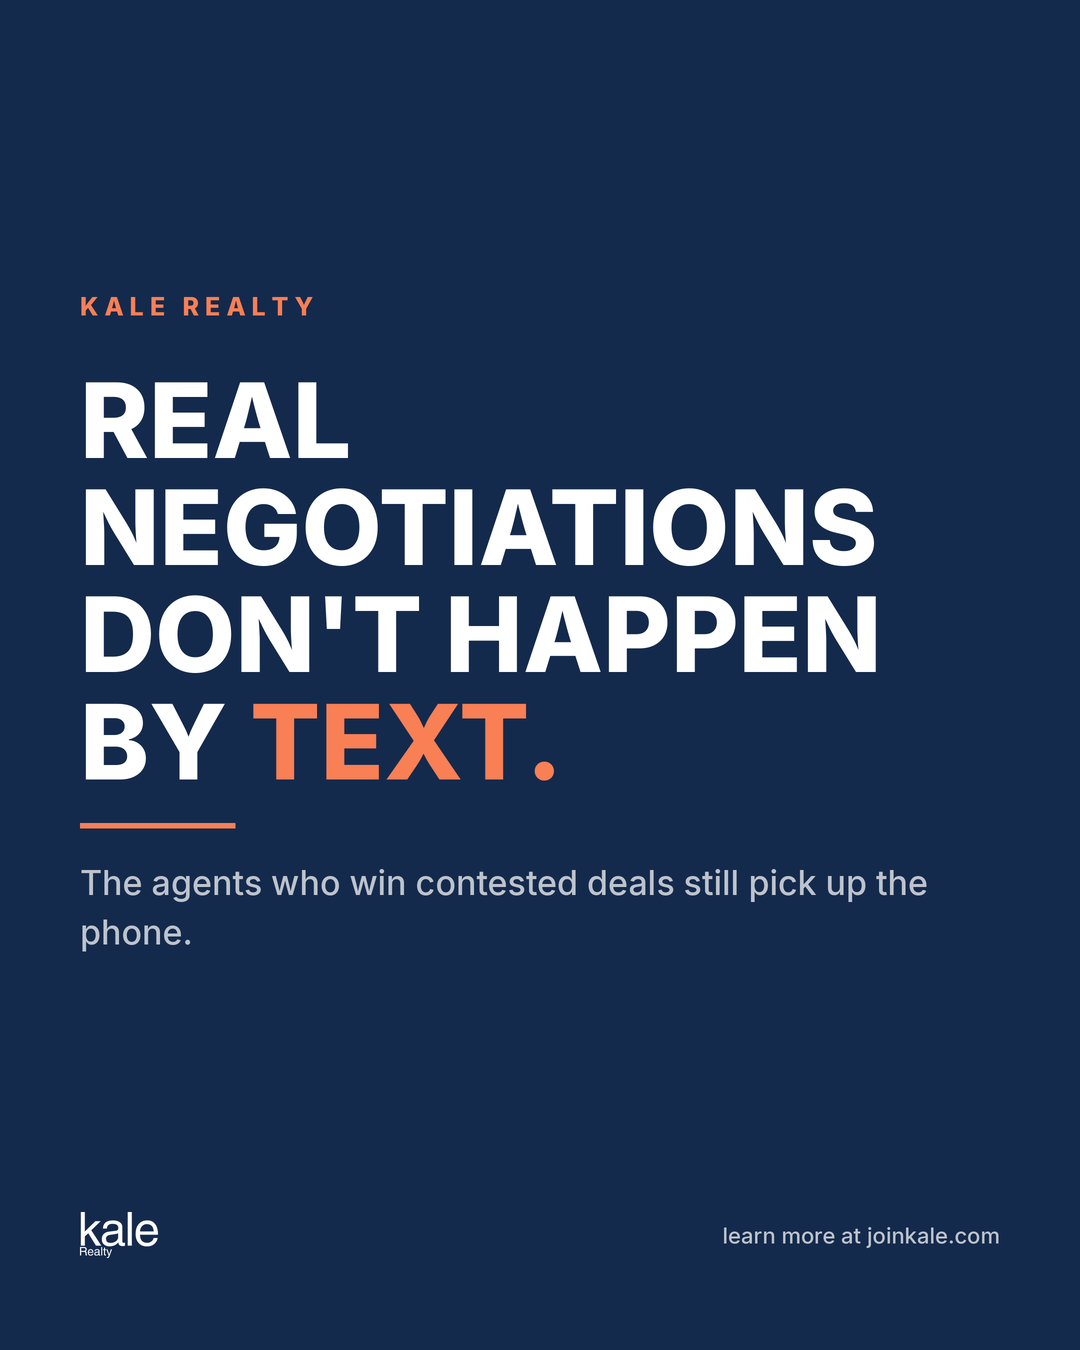 KALE REALTY
REAL
NEGOTIATIONS
DON'T HAPPEN
BY TEXT.
The agents who win contested deals still pick up the
phone.
kale
Realty
learn more at joinkale.com